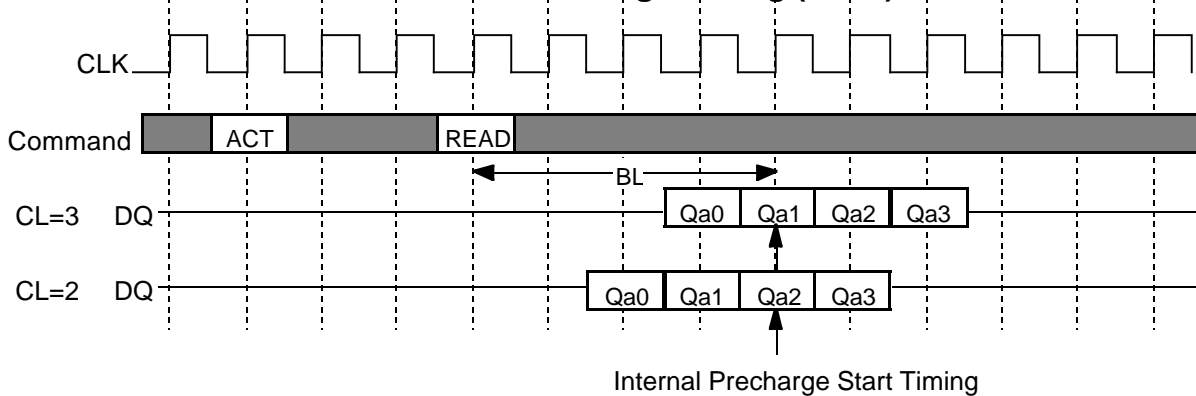 CLK
Command ACT READ
BL
CL=3 DQ Qa0 Qa1 Qa2 Qa3
CL=2 DQ Qa0 Qa1 Qa2 Qa3
Internal Precharge Start Timing